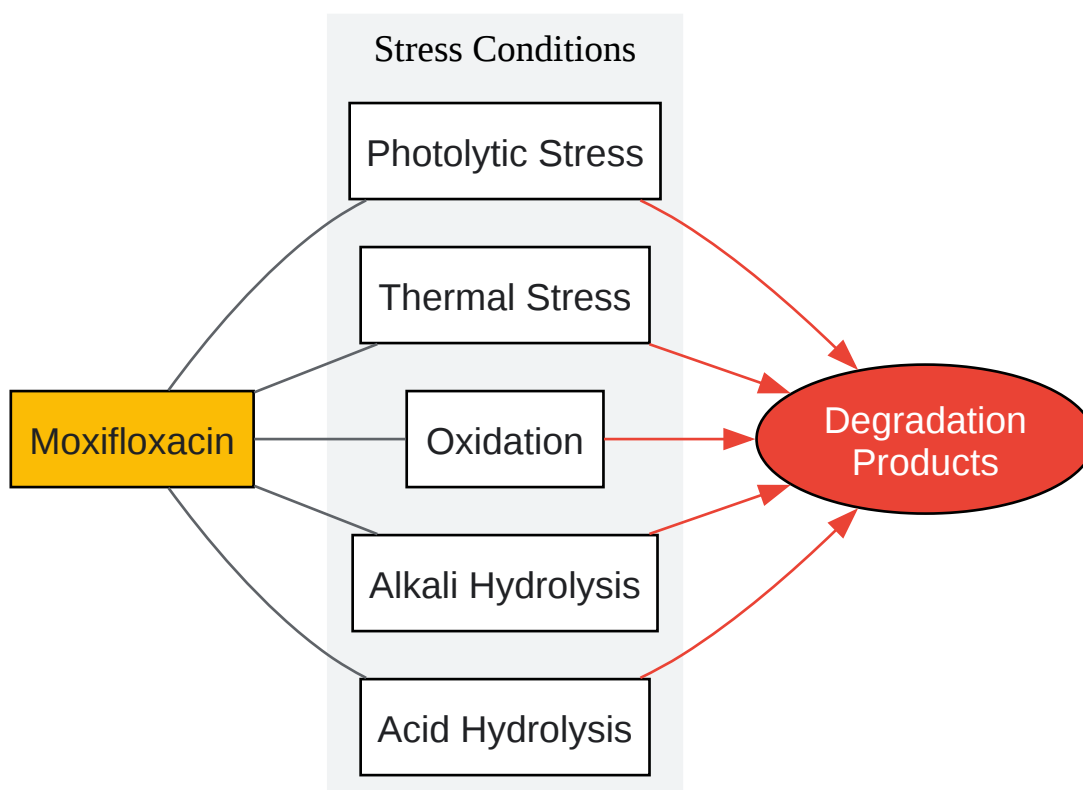 Stress Conditions
Photolytic Stress
Thermal Stress
Moxifloxacin
Oxidation
Degradation
Products
Alkali Hydrolysis
Acid Hydrolysis